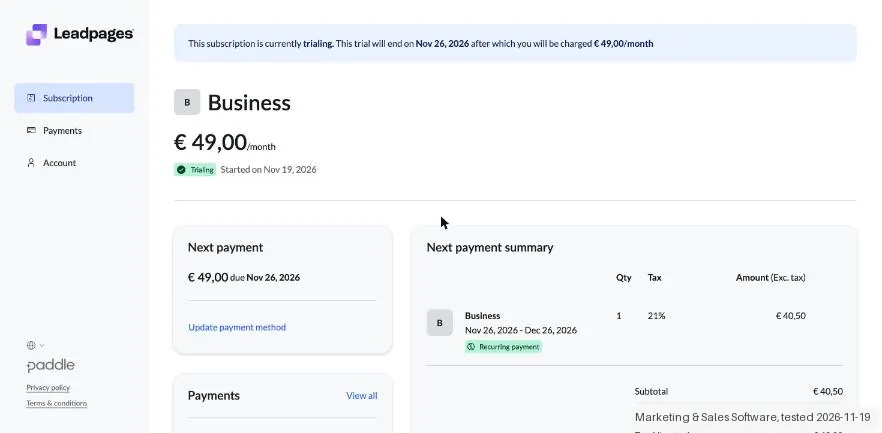 Leadpages
Subscription
Payments
Account
paddle
Privacy policy
Terms & conditions
This subscription is currently trialing. This trial will end on Nov 26, 2026 after which you will be charged € 49,00/month
B Business
€ 49,00/month
Trialing Started on Nov 19, 2026
Next payment
€ 49,00 due Nov 26, 2026
Update payment method
Payments View all
Next payment summary
Qty Tax Amount (Exc. tax)
B Business 1 21% € 40,50
Nov 26, 2026 - Dec 26, 2026
Recurring payment
Subtotal € 40,50
Marketing & Sales Software, tested 2026-11-19